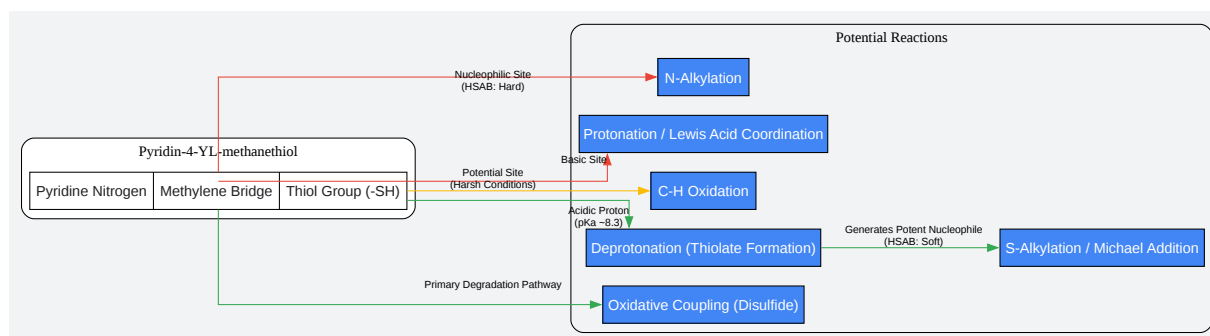 Potential Reactions
Nucleophilic Site
(HSAB: Hard)
N-Alkylation
Protonation / Lewis Acid Coordination
Basic Site
Pyridin-4-YL-methanethiol
Pyridine Nitrogen
Methylene Bridge
Thiol Group (-SH)
Potential Site
(Harsh Conditions)
C-H Oxidation
Acidic Proton
(pKa ~8.3)
Deprotonation (Thiolate Formation)
Generates Potent Nucleophile
(HSAB: Soft)
S-Alkylation / Michael Addition
Primary Degradation Pathway
Oxidative Coupling (Disulfide)